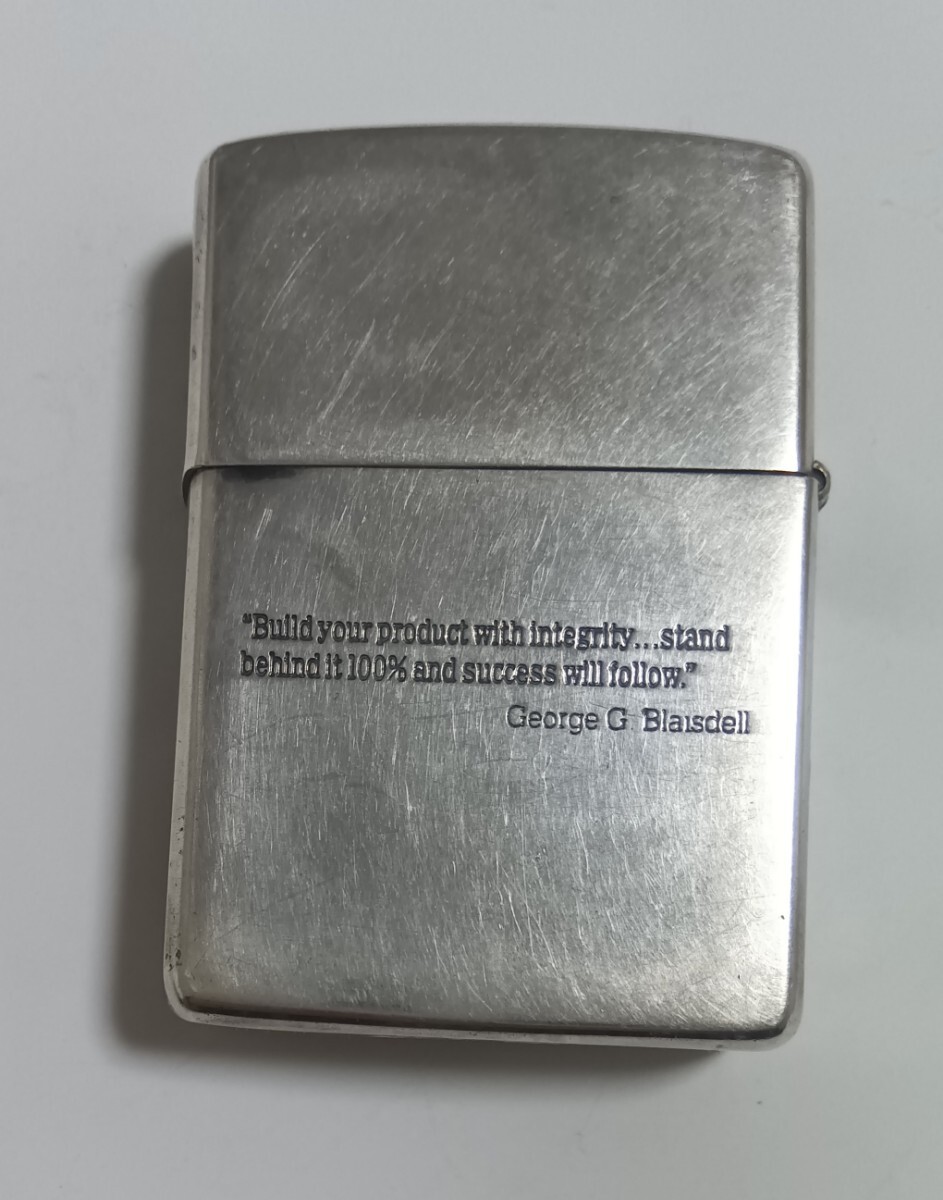 “Build your product with integrity...stand
behind it 100% and success will follow.”
George G Blaisdell